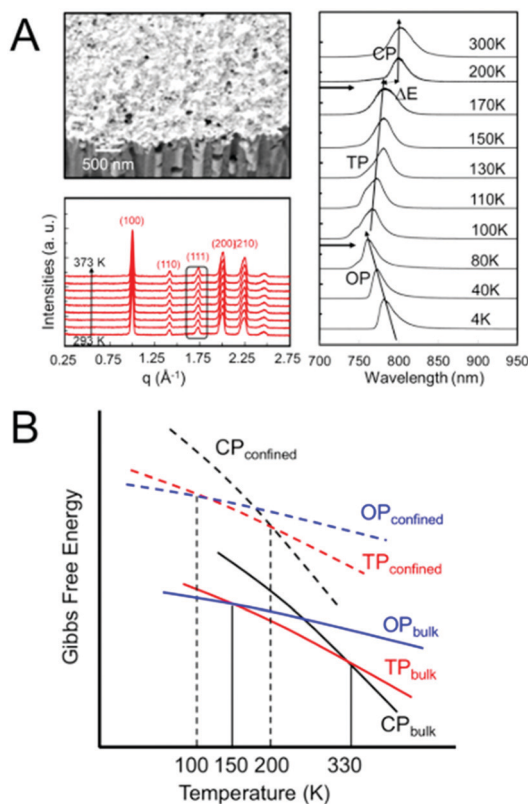 A
500 nm
Intensities (a. u.)
(100)
(110)
(111)
(200)
(210)
373 K
293 K
0.25 0.75 1.25 1.75 2.25 2.75
q (Å⁻¹)
CP
ΔE
TP
OP
300K
200K
170K
150K
130K
110K
100K
80K
40K
4K
700 750 800 850 900 950
Wavelength (nm)
B
Gibbs Free Energy
CPconfined
OPconfined
TPconfined
OPbulk
TPbulk
CPbulk
100 150 200 330
Temperature (K)